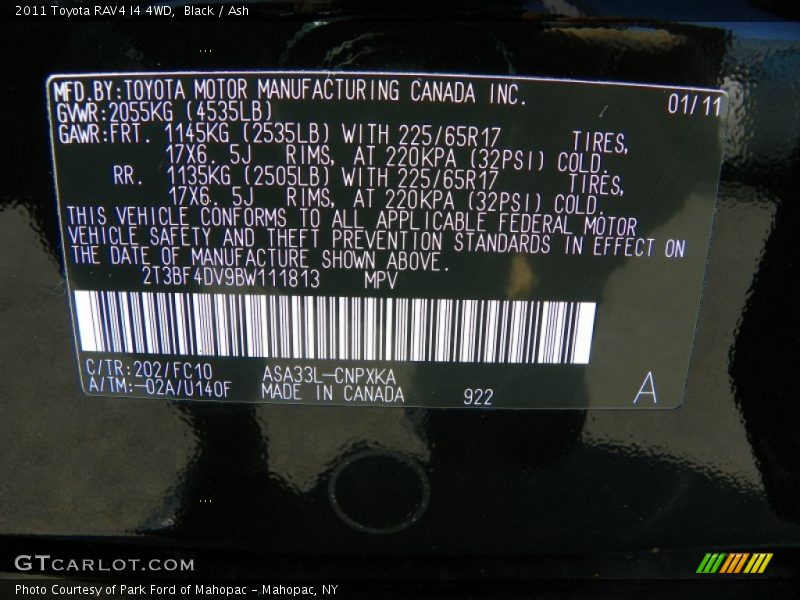 2011 Toyota RAV4 I4 4WD, Black / Ash
MFD.BY:TOYOTA MOTOR MANUFACTURING CANADA INC. 01/11
GVWR:2055KG (4535LB)
GAWR:FRT. 1145KG (2535LB) WITH 225/65R17 TIRES,
17X6. 5J RIMS, AT 220KPA (32PSI) COLD.
RR. 1135KG (2505LB) WITH 225/65R17 TIRES,
17X6. 5J RIMS, AT 220KPA (32PSI) COLD.
THIS VEHICLE CONFORMS TO ALL APPLICABLE FEDERAL MOTOR
VEHICLE SAFETY AND THEFT PREVENTION STANDARDS IN EFFECT ON
THE DATE OF MANUFACTURE SHOWN ABOVE.
2T3BF4DV9BW111813 MPV
C/TR:202/FC10 ASA33L-CNPXKA
A/TM:-02A/U140F MADE IN CANADA 922 A
GTCARLOT.COM
Photo Courtesy of Park Ford of Mahopac - Mahopac, NY